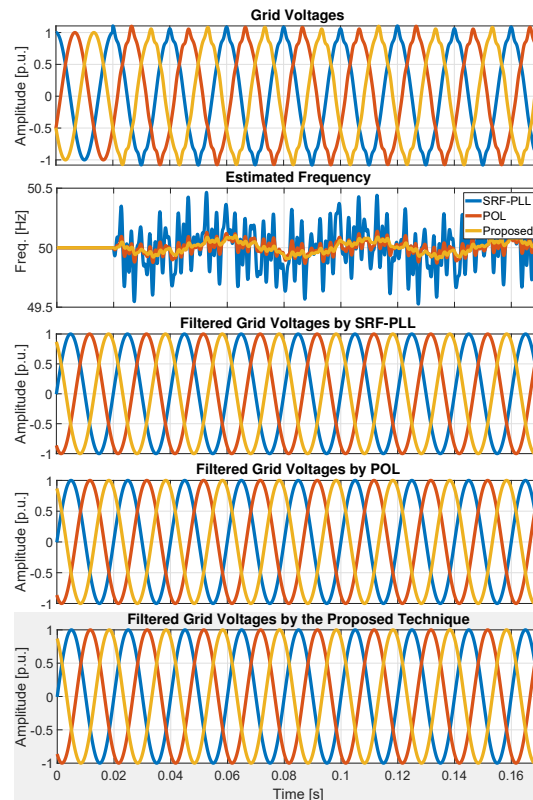 Grid Voltages
1
0.5
0
-0.5
-1
Amplitude [p.u.]
Estimated Frequency
50.5
50
49.5
Freq. [Hz]
SRF-PLL
POL
Proposed
Filtered Grid Voltages by SRF-PLL
1
0.5
0
-0.5
-1
Amplitude [p.u.]
Filtered Grid Voltages by POL
1
0.5
0
-0.5
-1
Amplitude [p.u.]
Filtered Grid Voltages by the Proposed Technique
1
0.5
0
-0.5
-1
Amplitude [p.u.]
0 0.02 0.04 0.06 0.08 0.1 0.12 0.14 0.16
Time [s]